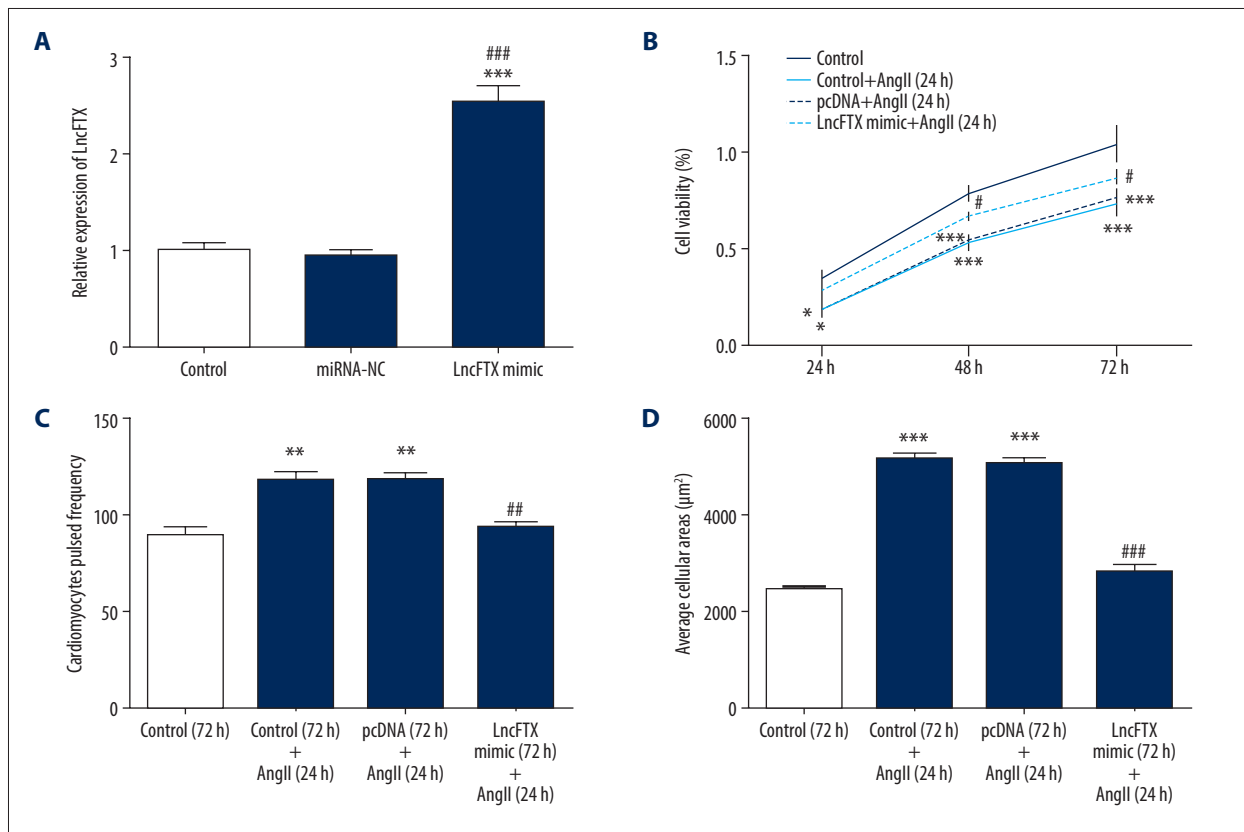 A
Relative expression of LncFTX
3
2
1
0
###
***
Control
miRNA-NC
LncFTX mimic
B
Cell viability (%)
1.5
1.0
0.5
0.0
Control
Control+AngII (24 h)
pcDNA+AngII (24 h)
LncFTX mimic+AngII (24 h)
*
*
#
***
***
#
***
***
24 h
48 h
72 h
C
Cardiomyocytes pulsed frequency
150
100
50
0
**
**
##
Control (72 h)
Control (72 h)
+
AngII (24 h)
pcDNA (72 h)
+
AngII (24 h)
LncFTX
mimic (72 h)
+
AngII (24 h)
D
Average cellular areas (µm²)
6000
4000
2000
0
***
***
###
Control (72 h)
Control (72 h)
+
AngII (24 h)
pcDNA (72 h)
+
AngII (24 h)
LncFTX
mimic (72 h)
+
AngII (24 h)